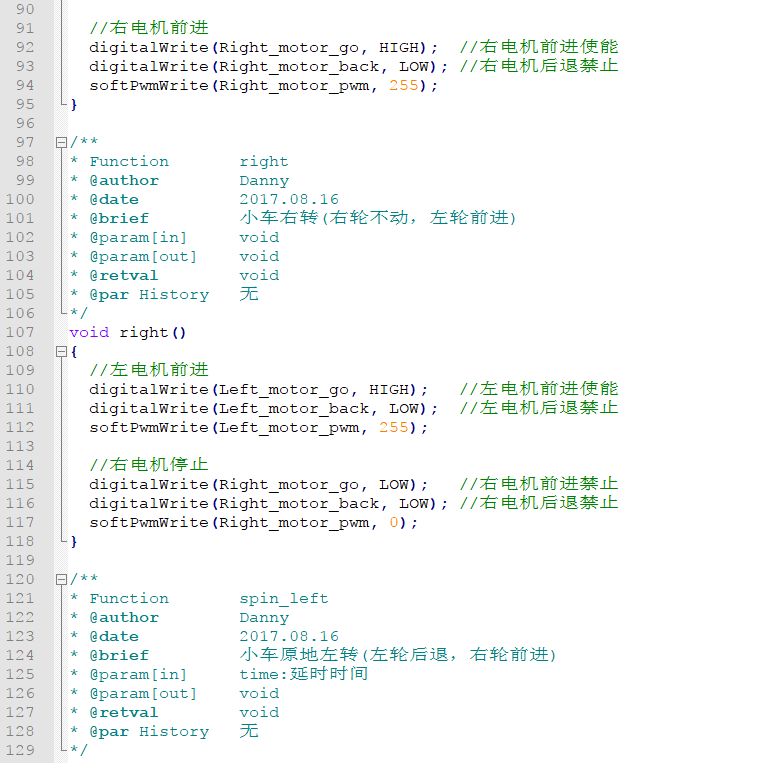 90
91 //右电机前进
92 digitalWrite(Right_motor_go, HIGH); //右电机前进使能
93 digitalWrite(Right_motor_back, LOW); //右电机后退禁止
94 softPwmWrite(Right_motor_pwm, 255);
95 }
96
97 /**
98 * Function right
99 * @author Danny
100 * @date 2017.08.16
101 * @brief 小车右转(右轮不动，左轮前进)
102 * @param[in] void
103 * @param[out] void
104 * @retval void
105 * @par History 无
106 */
107 void right()
108 {
109 //左电机前进
110 digitalWrite(Left_motor_go, HIGH); //左电机前进使能
111 digitalWrite(Left_motor_back, LOW); //左电机后退禁止
112 softPwmWrite(Left_motor_pwm, 255);
113
114 //右电机停止
115 digitalWrite(Right_motor_go, LOW); //右电机前进禁止
116 digitalWrite(Right_motor_back, LOW); //右电机后退禁止
117 softPwmWrite(Right_motor_pwm, 0);
118 }
119
120 /**
121 * Function spin_left
122 * @author Danny
123 * @date 2017.08.16
124 * @brief 小车原地左转(左轮后退，右轮前进)
125 * @param[in] time:延时时间
126 * @param[out] void
127 * @retval void
128 * @par History 无
129 */